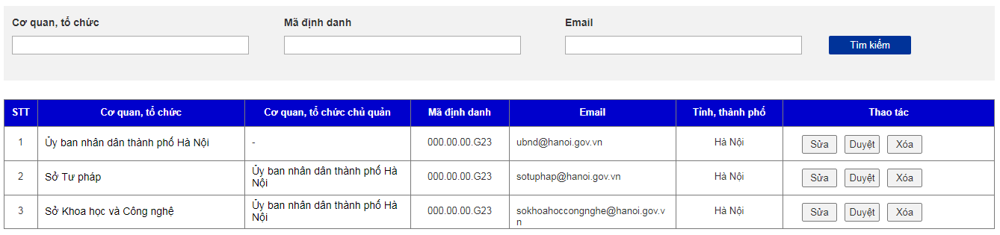 Cơ quan, tổ chức Mã định danh Email
Tìm kiếm
STT Cơ quan, tổ chức Cơ quan, tổ chức chủ quản Mã định danh Email Tỉnh, thành phố Thao tác
1 Ủy ban nhân dân thành phố Hà Nội - 000.00.00.G23 ubnd@hanoi.gov.vn Hà Nội Sửa Duyệt Xóa
2 Sở Tư pháp Ủy ban nhân dân thành phố Hà
Nội 000.00.00.G23 sotuphap@hanoi.gov.vn Hà Nội Sửa Duyệt Xóa
3 Sở Khoa học và Công nghệ Ủy ban nhân dân thành phố Hà
Nội 000.00.00.G23 sokhoahoccongnghe@hanoi.gov.v
n Hà Nội Sửa Duyệt Xóa